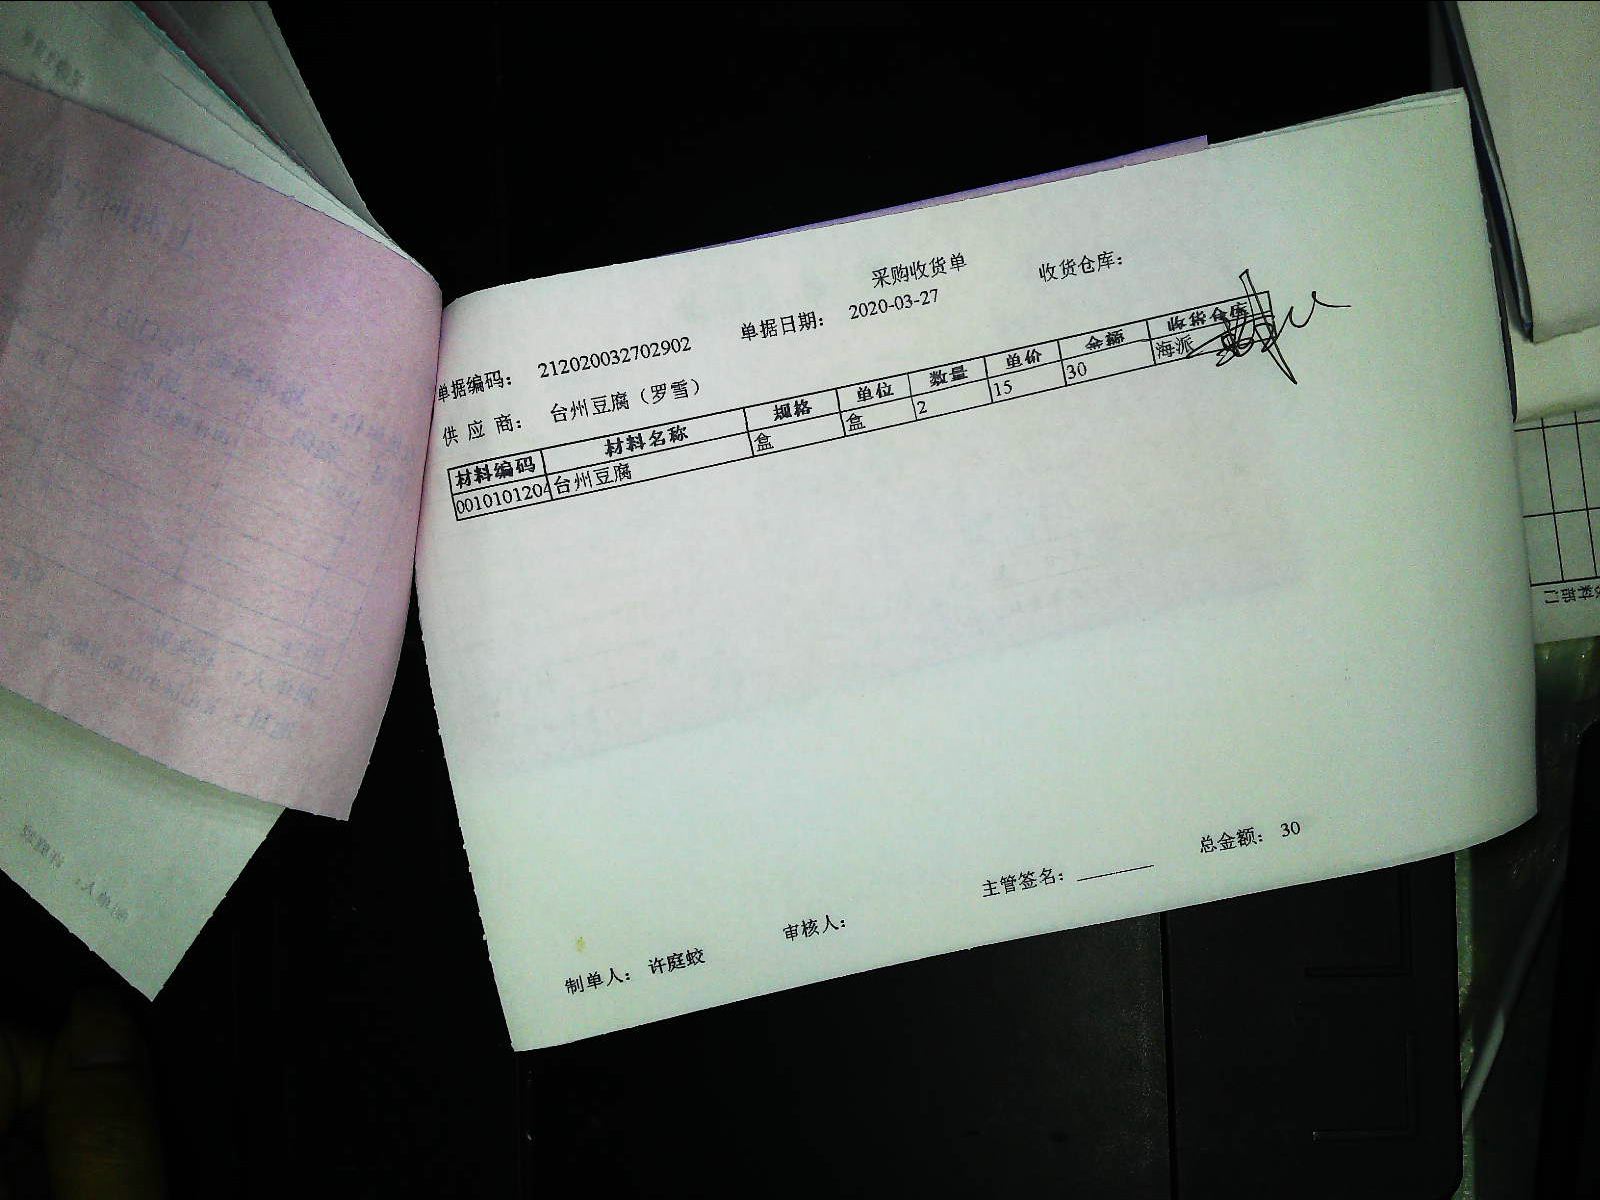 采购收货单
单据编码： 212020032702902 单据日期： 2020-03-27 收货仓库：
供 应 商： 台州豆腐（罗雪）
材料编码 材料名称 规格 单位 数量 单价 金额 收货仓库
0010101204 台州豆腐 盒 盒 2 15 30 海派
制单人： 许庭蛟 审核人： 主管签名： 总金额： 30